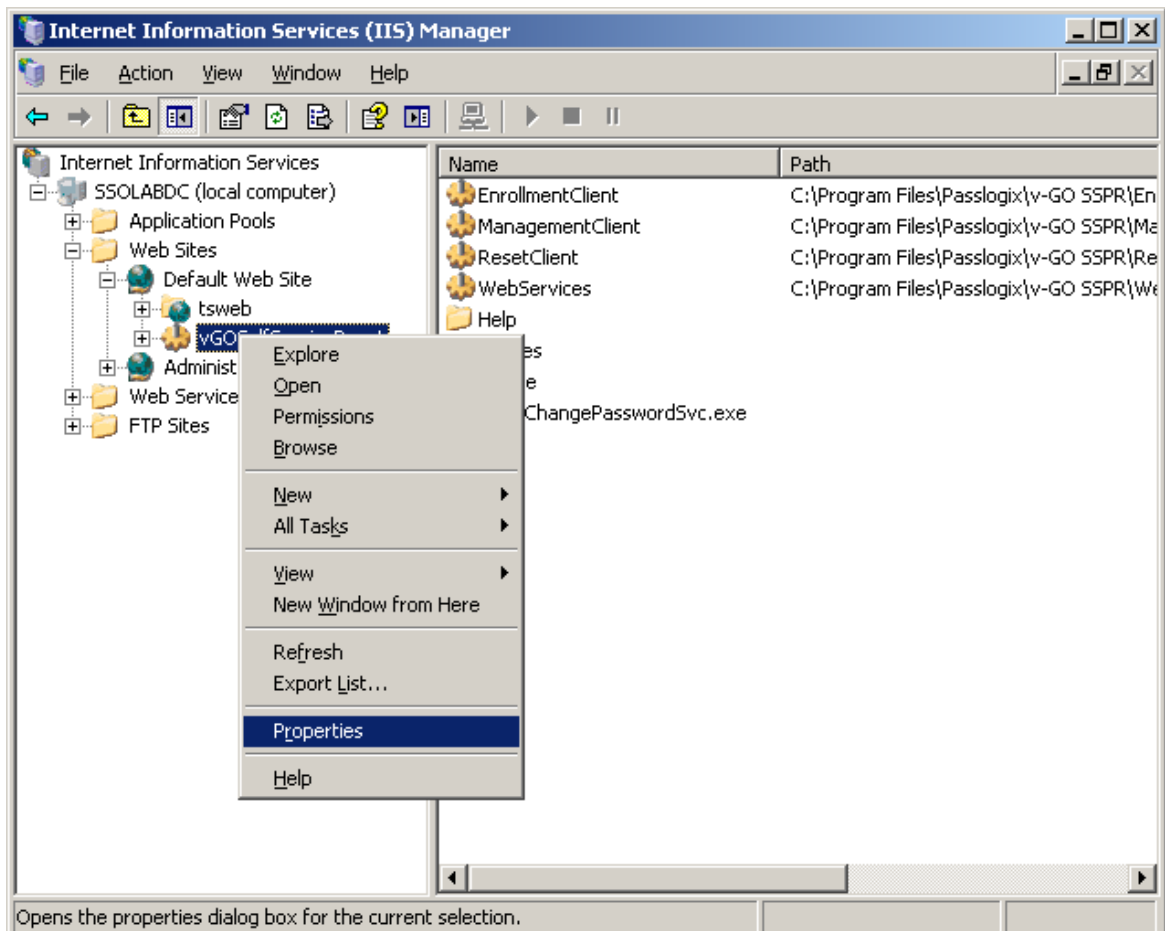 Internet Information Services (IIS) Manager
File Action View Window Help
Internet Information Services
SSOLABDC (local computer)
Application Pools
Web Sites
Default Web Site
tsweb
Administ
Web Service
FTP Sites
Name Path
EnrollmentClient C:\Program Files\Passlogix\v-GO SSPR\En
ManagementClient C:\Program Files\Passlogix\v-GO SSPR\Ma
ResetClient C:\Program Files\Passlogix\v-GO SSPR\Re
WebServices C:\Program Files\Passlogix\v-GO SSPR\We
Help
es
e
ChangePasswordSvc.exe
Explore
Open
Permissions
Browse
New
All Tasks
View
New Window from Here
Refresh
Export List...
Properties
Help
Opens the properties dialog box for the current selection.